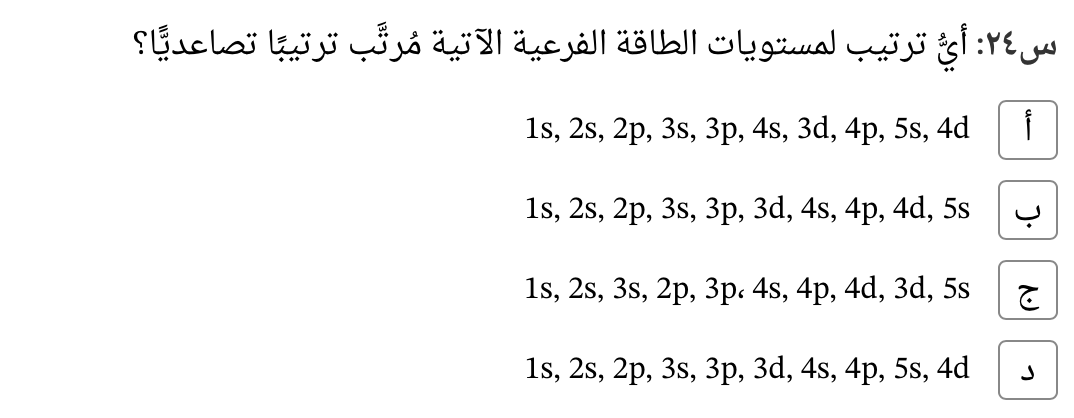 س٢٤: أيُّ ترتيب لمستويات الطاقة الفرعية الآتية مُرتَّب ترتيبًا تصاعديًّا؟
أ 1s, 2s, 2p, 3s, 3p, 4s, 3d, 4p, 5s, 4d
ب 1s, 2s, 2p, 3s, 3p, 3d, 4s, 4p, 4d, 5s
ج 1s, 2s, 3s, 2p, 3p، 4s, 4p, 4d, 3d, 5s
د 1s, 2s, 2p, 3s, 3p, 3d, 4s, 4p, 5s, 4d